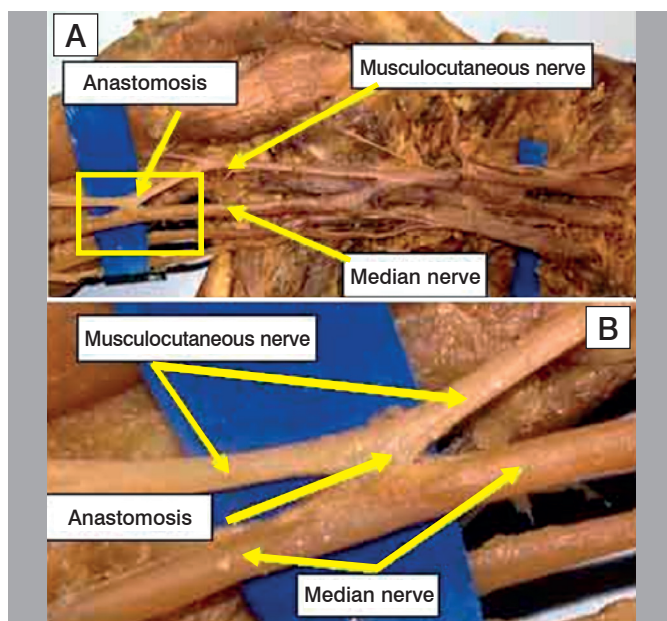 A
Anastomosis
Musculocutaneous nerve
Median nerve
B
Musculocutaneous nerve
Anastomosis
Median nerve